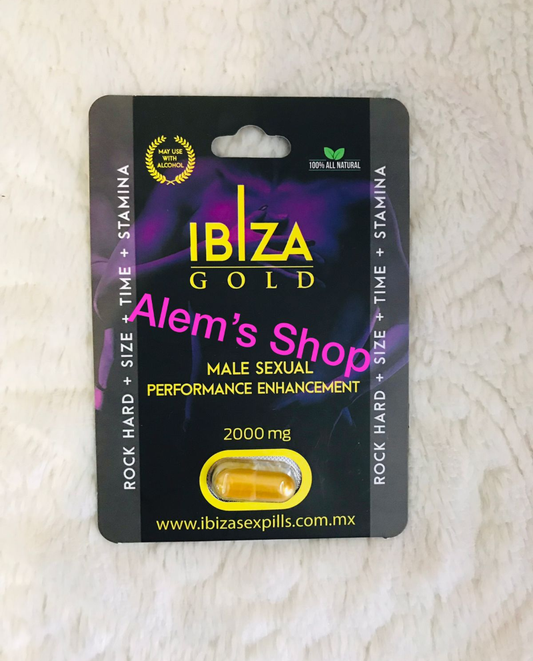 MAY USE
WITH
ALCOHOL
100% ALL NATURAL
IBIZA
GOLD
Alem's Shop
MALE SEXUAL
PERFORMANCE ENHANCEMENT
2000 mg
www.ibizasexpills.com.mx
ROCK HARD + SIZE + TIME + STAMINA
ROCK HARD + SIZE + TIME + STAMINA